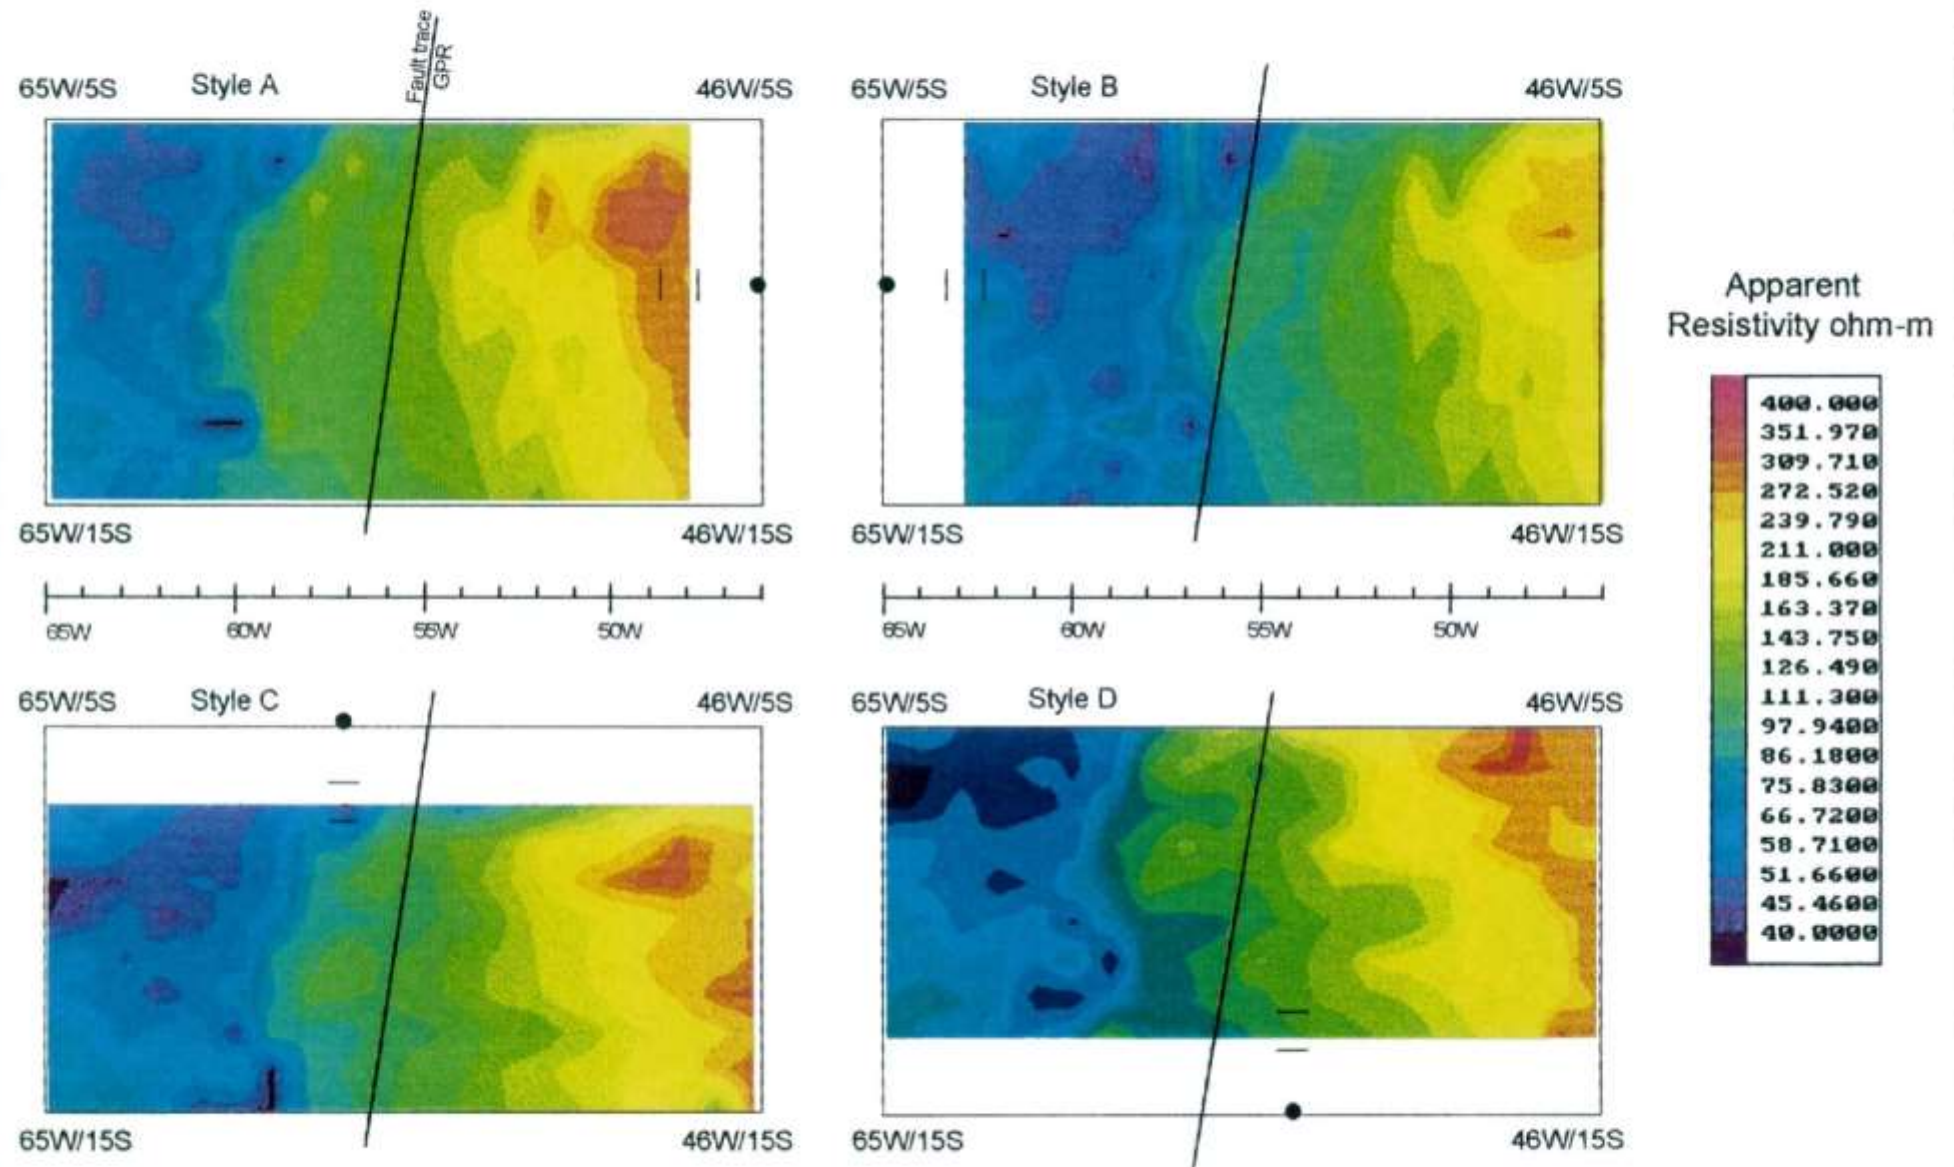 Fault trace
GPR
65W/5S Style A 46W/5S
65W/5S Style B 46W/5S
65W/15S 46W/15S
65W/15S 46W/15S
65W 60W 55W 50W
65W 60W 55W 50W
65W/5S Style C 46W/5S
65W/5S Style D 46W/5S
65W/15S 46W/15S
65W/15S 46W/15S
Apparent
Resistivity ohm-m
400.000
351.970
309.710
272.520
239.790
211.000
185.660
163.370
143.750
126.490
111.300
97.9400
86.1800
75.8300
66.7200
58.7100
51.6600
45.4600
40.0000